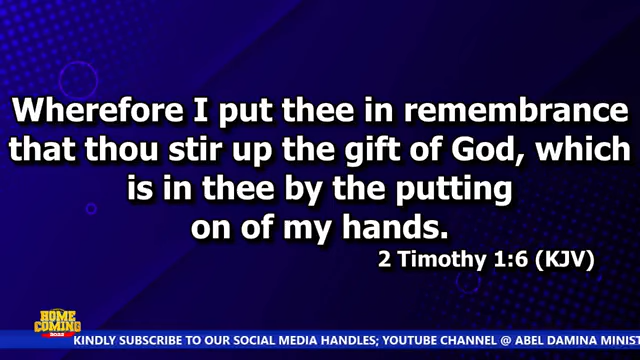 Wherefore I put thee in remembrance
that thou stir up the gift of God, which
is in thee by the putting
on of my hands.
2 Timothy 1:6 (KJV)
HOME
COMING
2022
KINDLY SUBSCRIBE TO OUR SOCIAL MEDIA HANDLES; YOUTUBE CHANNEL @ ABEL DAMINA MINIST